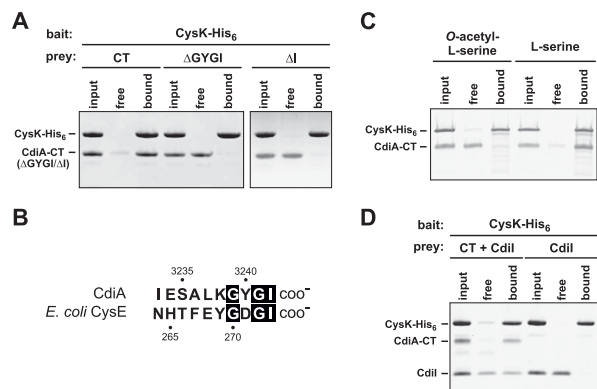 A
bait: CysK-His6
prey: CT ΔGYGI ΔI
input free bound input free bound input free bound
CysK-His6
CdiA-CT
(ΔGYGI/ΔI)
B
3235 3240
CdiA IESALKGYGI coo-
E. coli CysE NHTFEYGDGI coo-
265 270
C
O-acetyl-
L-serine L-serine
input free bound input free bound
CysK-His6
CdiA-CT
D
bait: CysK-His6
prey: CT + CdiI CdiI
input free bound input free bound
CysK-His6
CdiA-CT
CdiI